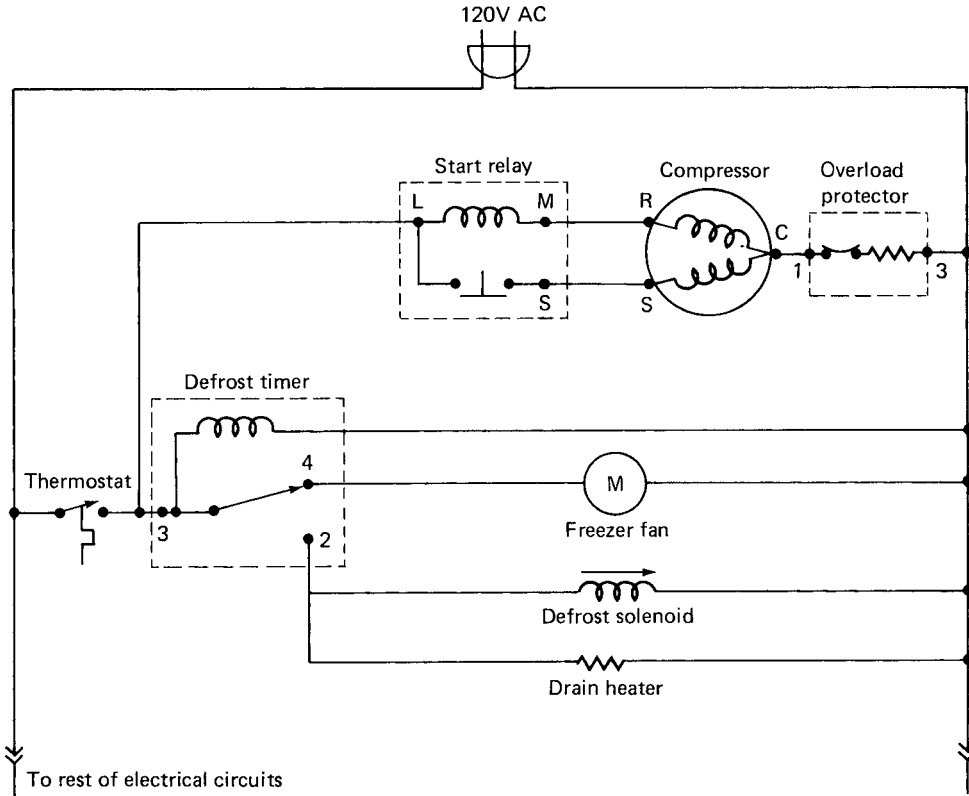 120V AC
Start relay
Compressor
Overload
protector
L
M
R
C
1
3
S
S
Defrost timer
4
Thermostat
3
2
M
Freezer fan
Defrost solenoid
Drain heater
To rest of electrical circuits